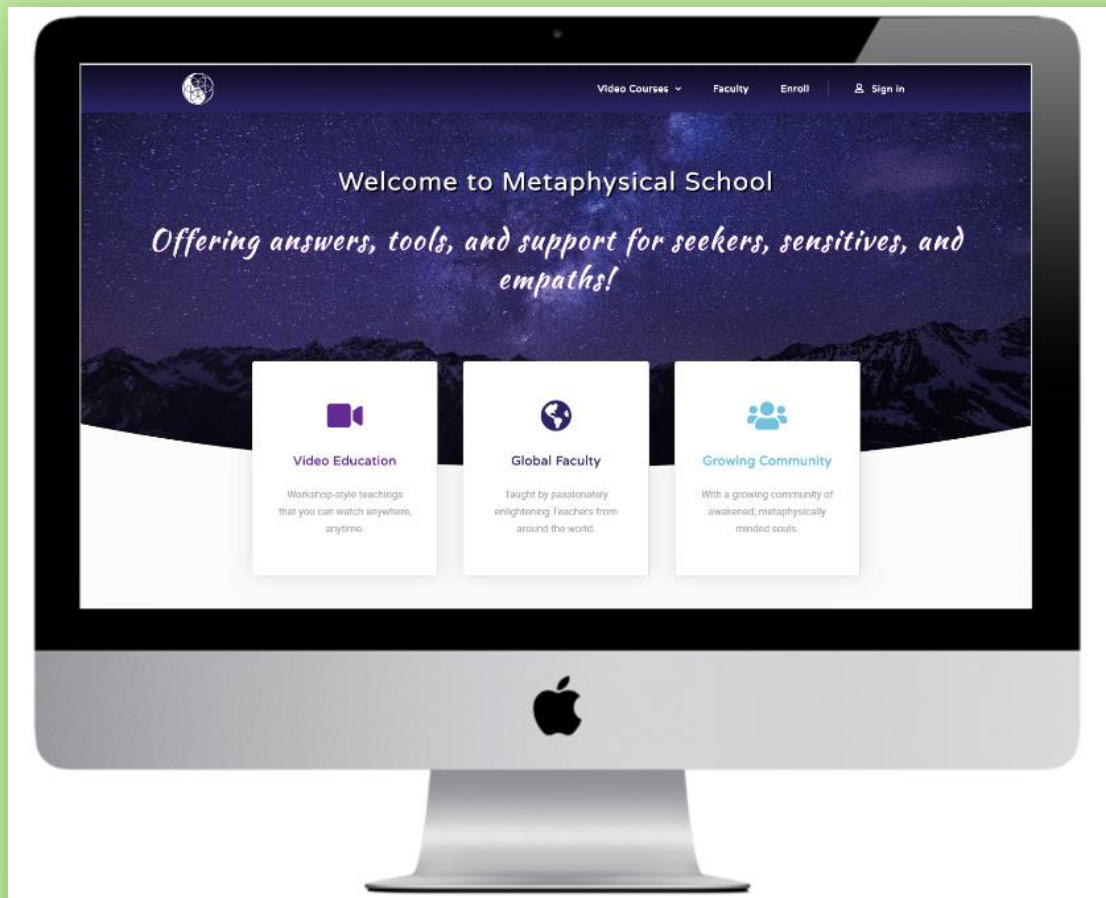 Video Courses Faculty Enroll Sign in
Welcome to Metaphysical School
Offering answers, tools, and support for seekers, sensitives, and
empaths!
Video Education
Workshop-style teachings
that you can watch anywhere,
anytime.
Global Faculty
Taught by passionately
enlightening Teachers from
around the world.
Growing Community
With a growing community of
awakened, metaphysically
minded souls.